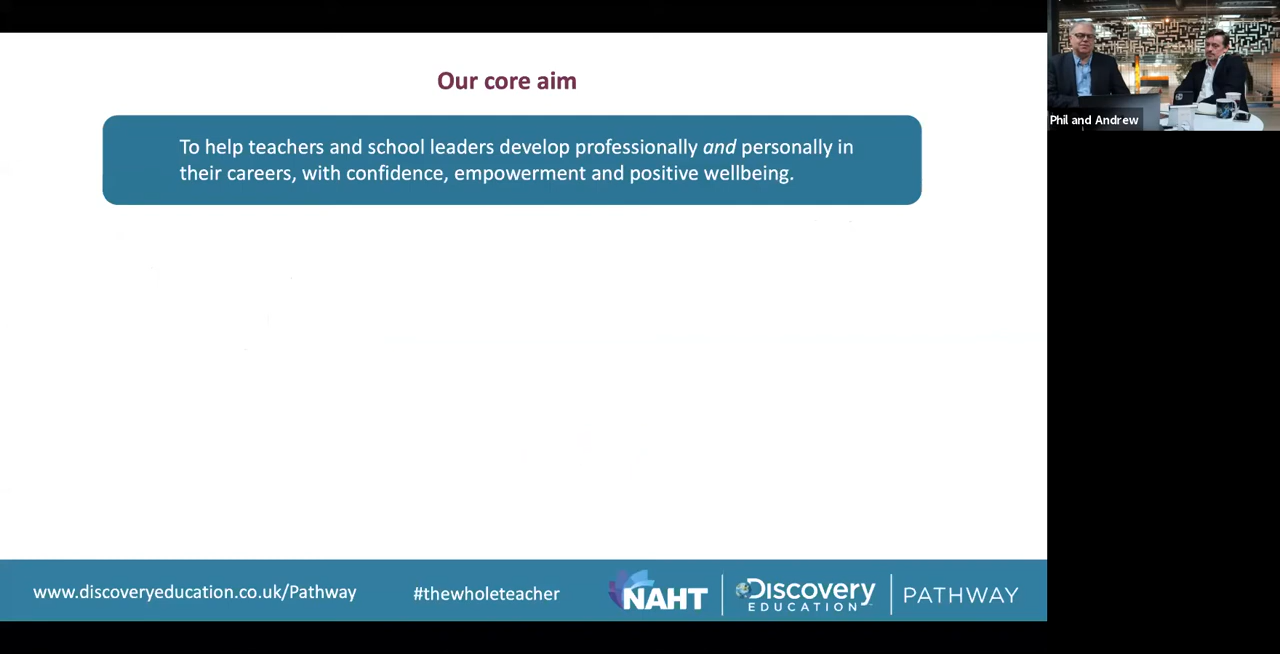 Our core aim
To help teachers and school leaders develop professionally and personally in
their careers, with confidence, empowerment and positive wellbeing.
Phil and Andrew
www.discoveryeducation.co.uk/Pathway
#thewholeteacher
NAHT
Discovery
EDUCATION
PATHWAY